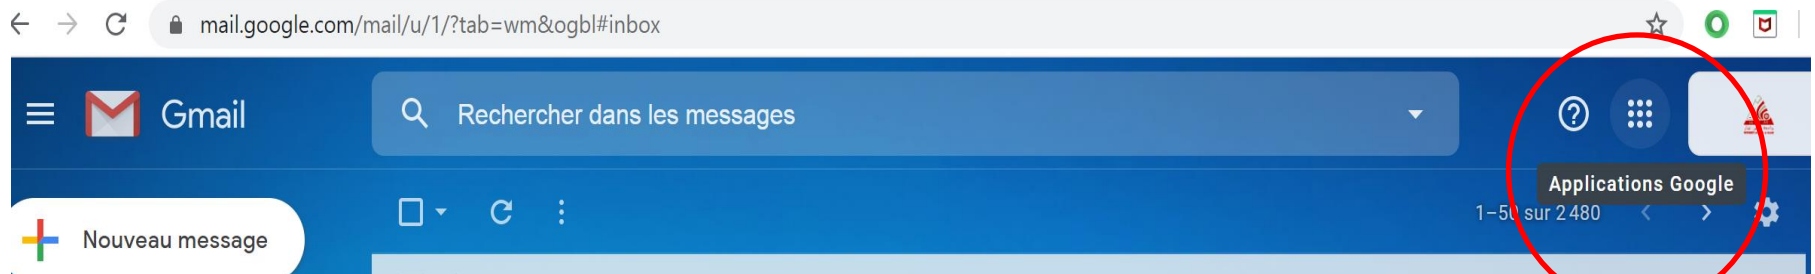 mail.google.com/mail/u/1/?tab=wm&ogbl#inbox
Gmail
Rechercher dans les messages
Applications Google
1–50 sur 2 480
Nouveau message